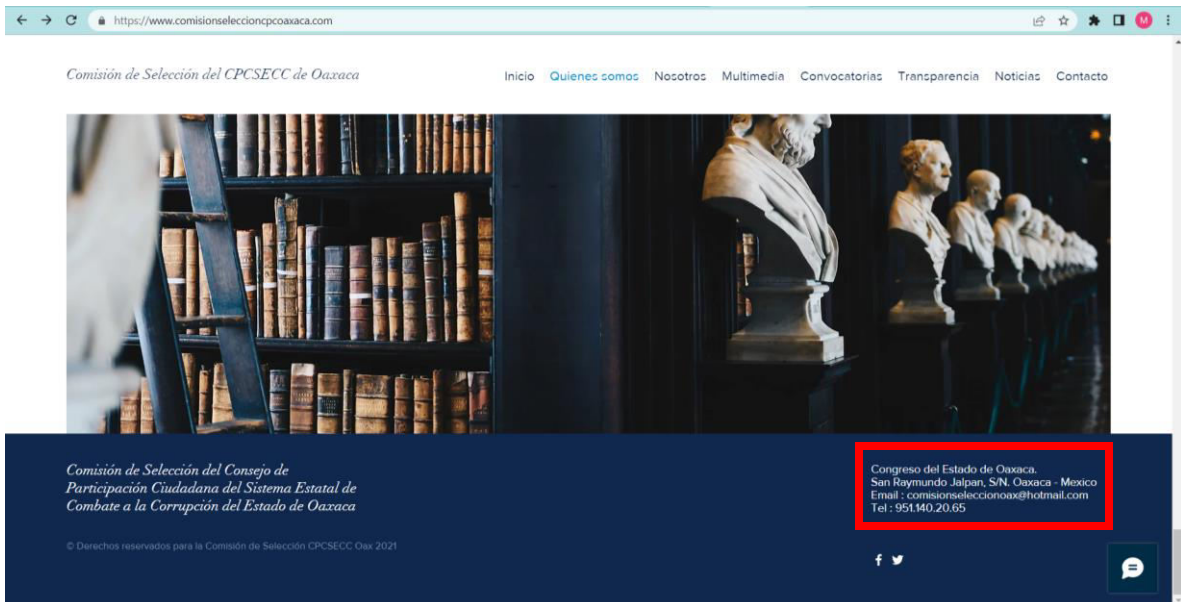 https://www.comisionseleccioncpcoaxaca.com
M
Comisión de Selección del CPCSECC de Oaxaca
Inicio Quienes somos Nosotros Multimedia Convocatorias Transparencia Noticias Contacto
Comisión de Selección del Consejo de
Participación Ciudadana del Sistema Estatal de
Combate a la Corrupción del Estado de Oaxaca
© Derechos reservados para la Comisión de Selección CPCSECC Oax 2021
Congreso del Estado de Oaxaca.
San Raymundo Jalpan, S/N. Oaxaca - Mexico
Email : comisionseleccionoax@hotmail.com
Tel : 951.140.20.65